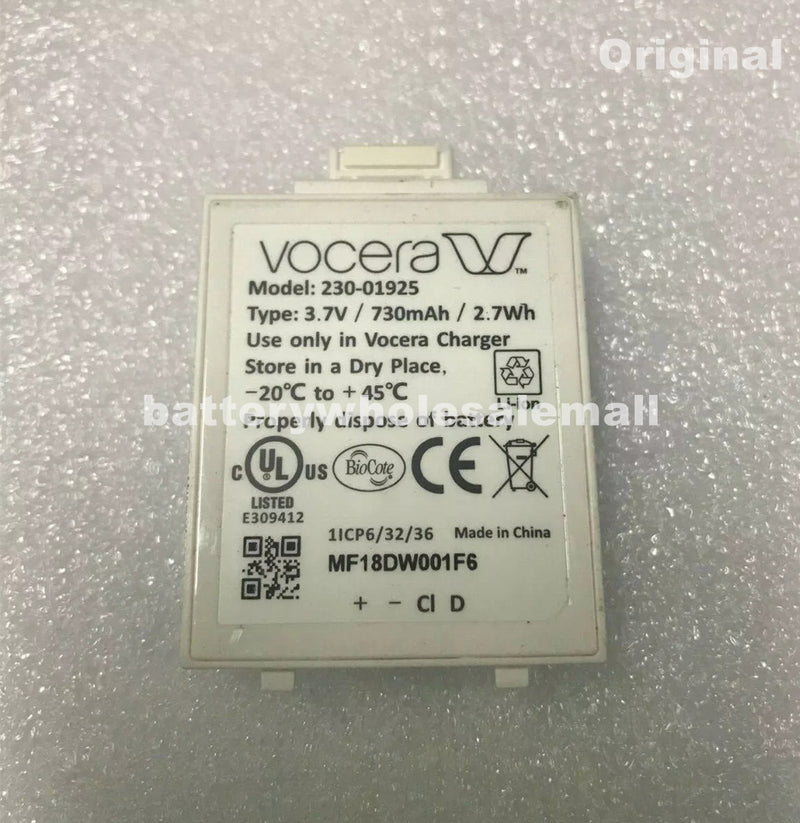 Original
vocera
TM
Model: 230-01925
Type: 3.7V / 730mAh / 2.7Wh
Use only in Vocera Charger
Store in a Dry Place,
-20℃ to +45℃
Li-Ion
batterywholesalemall
Properly dispose of battery
C UL US BioCote CE
LISTED
E309412
1ICP6/32/36 Made in China
MF18DW001F6
+ - CI D